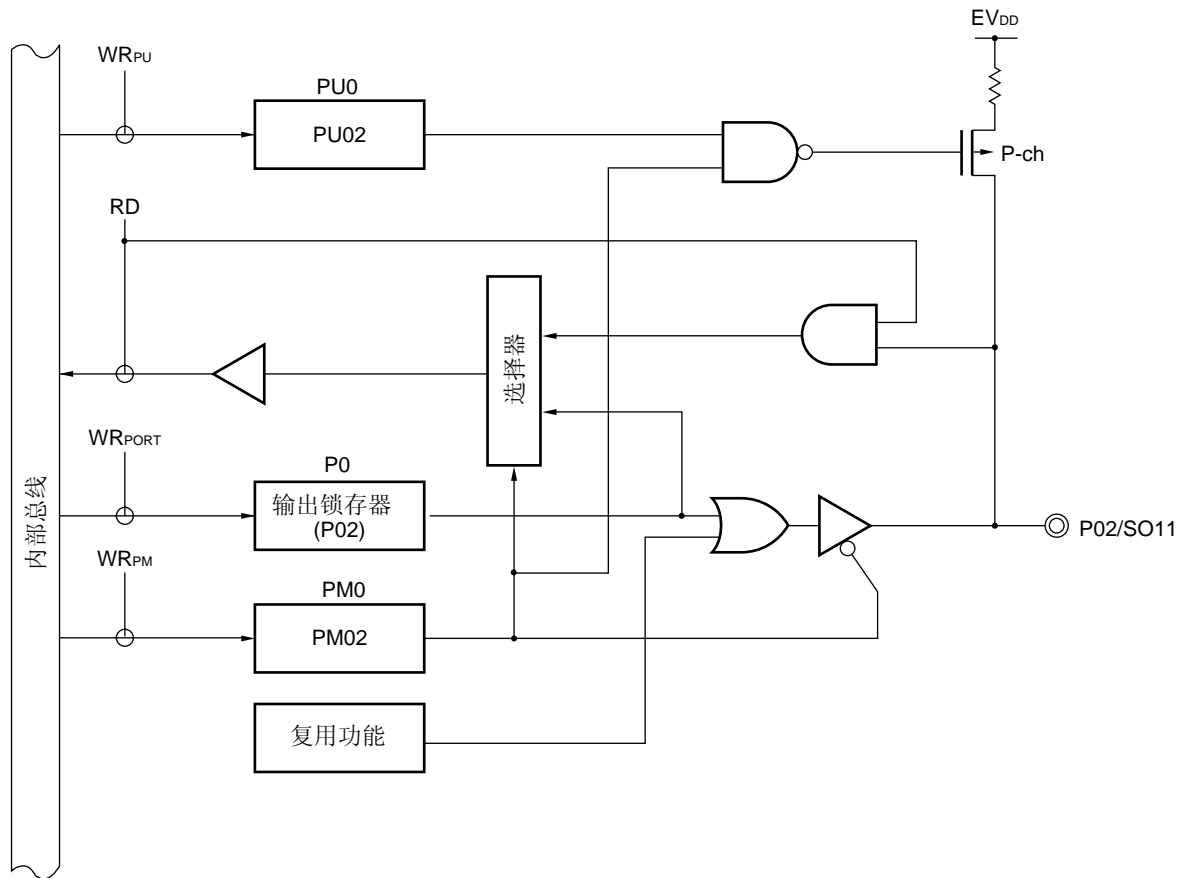 EVDD
WRPU
PU0
PU02
P-ch
RD
选择器
WRPORT
P0
输出锁存器
(P02)
P02/SO11
内部总线
WRPM
PM0
PM02
复用功能